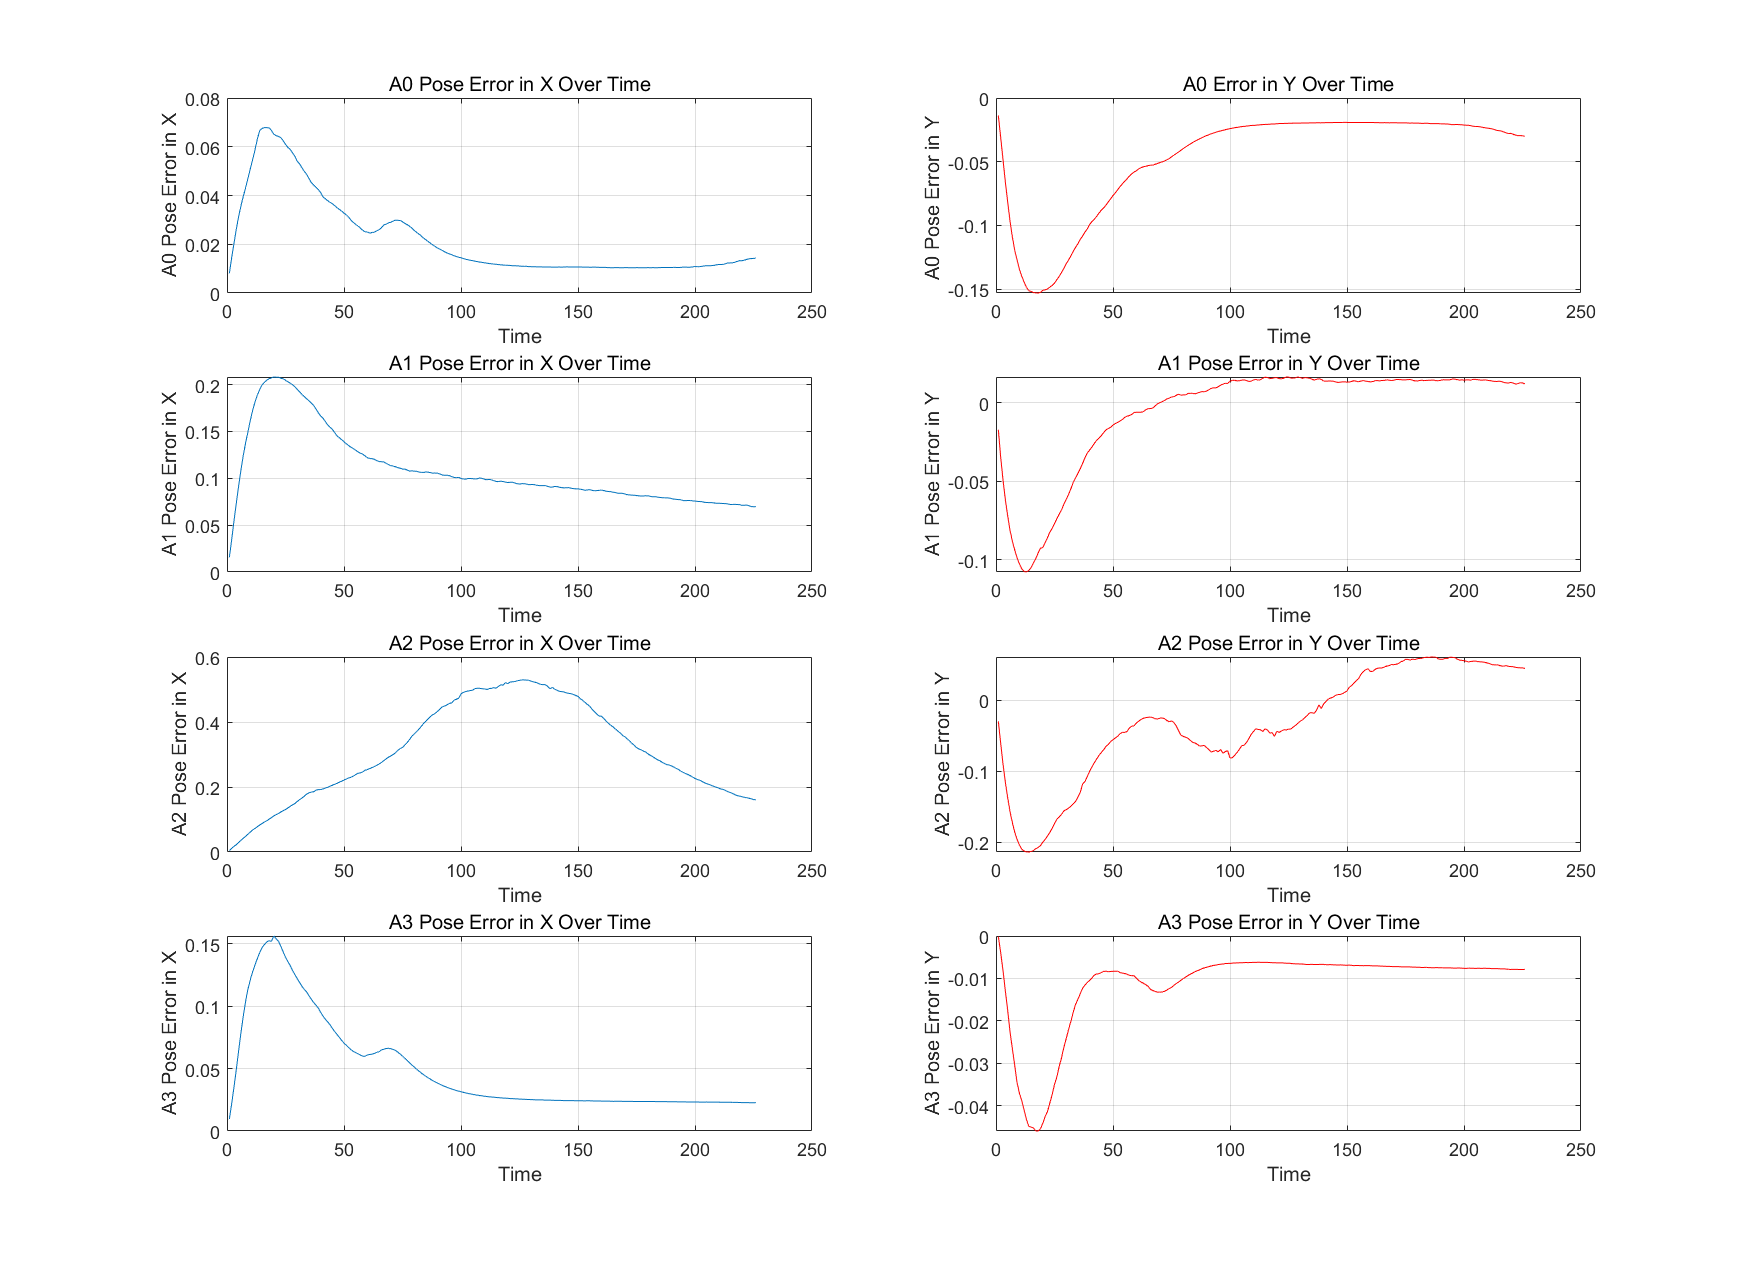 A0 Pose Error in X Over Time
A0 Pose Error in X
0.08
0.06
0.04
0.02
0
0 50 100 150 200 250
Time
A0 Error in Y Over Time
A0 Pose Error in Y
0
-0.05
-0.1
-0.15
0 50 100 150 200 250
Time
A1 Pose Error in X Over Time
A1 Pose Error in X
0.2
0.15
0.1
0.05
0
0 50 100 150 200 250
Time
A1 Pose Error in Y Over Time
A1 Pose Error in Y
0
-0.05
-0.1
0 50 100 150 200 250
Time
A2 Pose Error in X Over Time
A2 Pose Error in X
0.6
0.4
0.2
0
0 50 100 150 200 250
Time
A2 Pose Error in Y Over Time
A2 Pose Error in Y
0
-0.1
-0.2
0 50 100 150 200 250
Time
A3 Pose Error in X Over Time
A3 Pose Error in X
0.15
0.1
0.05
0
0 50 100 150 200 250
Time
A3 Pose Error in Y Over Time
A3 Pose Error in Y
0
-0.01
-0.02
-0.03
-0.04
0 50 100 150 200 250
Time